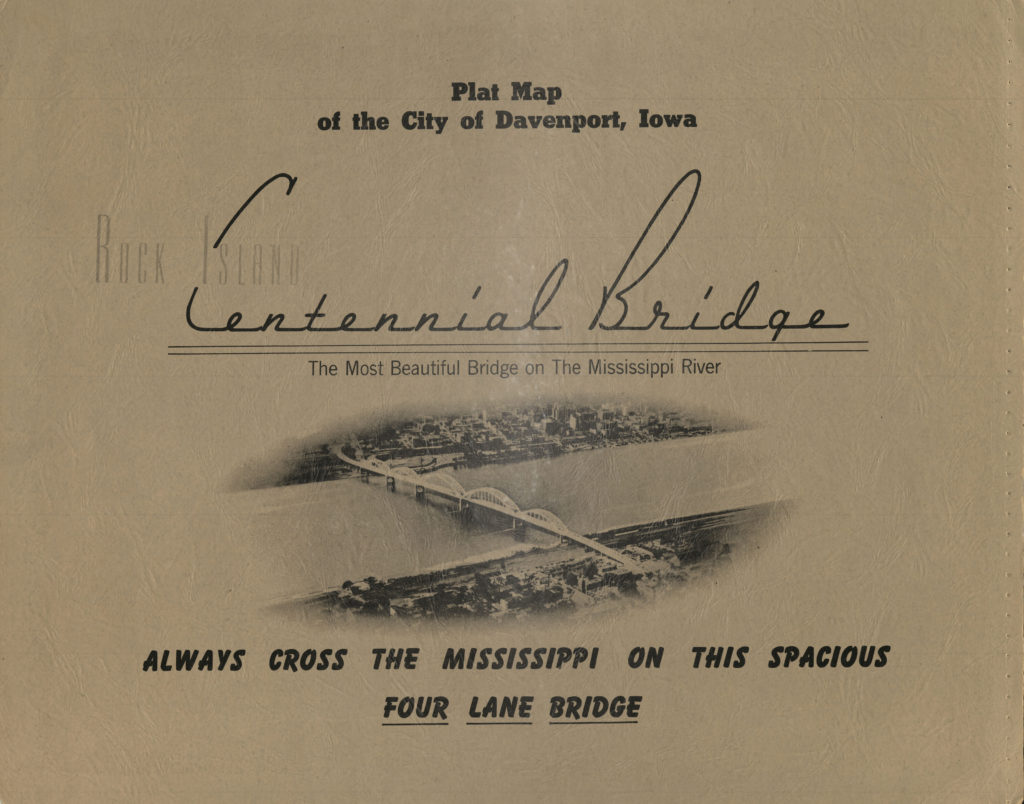 Plat Map
of the City of Davenport, Iowa
Rock Island
Centennial Bridge
The Most Beautiful Bridge on The Mississippi River
ALWAYS CROSS THE MISSISSIPPI ON THIS SPACIOUS
FOUR LANE BRIDGE